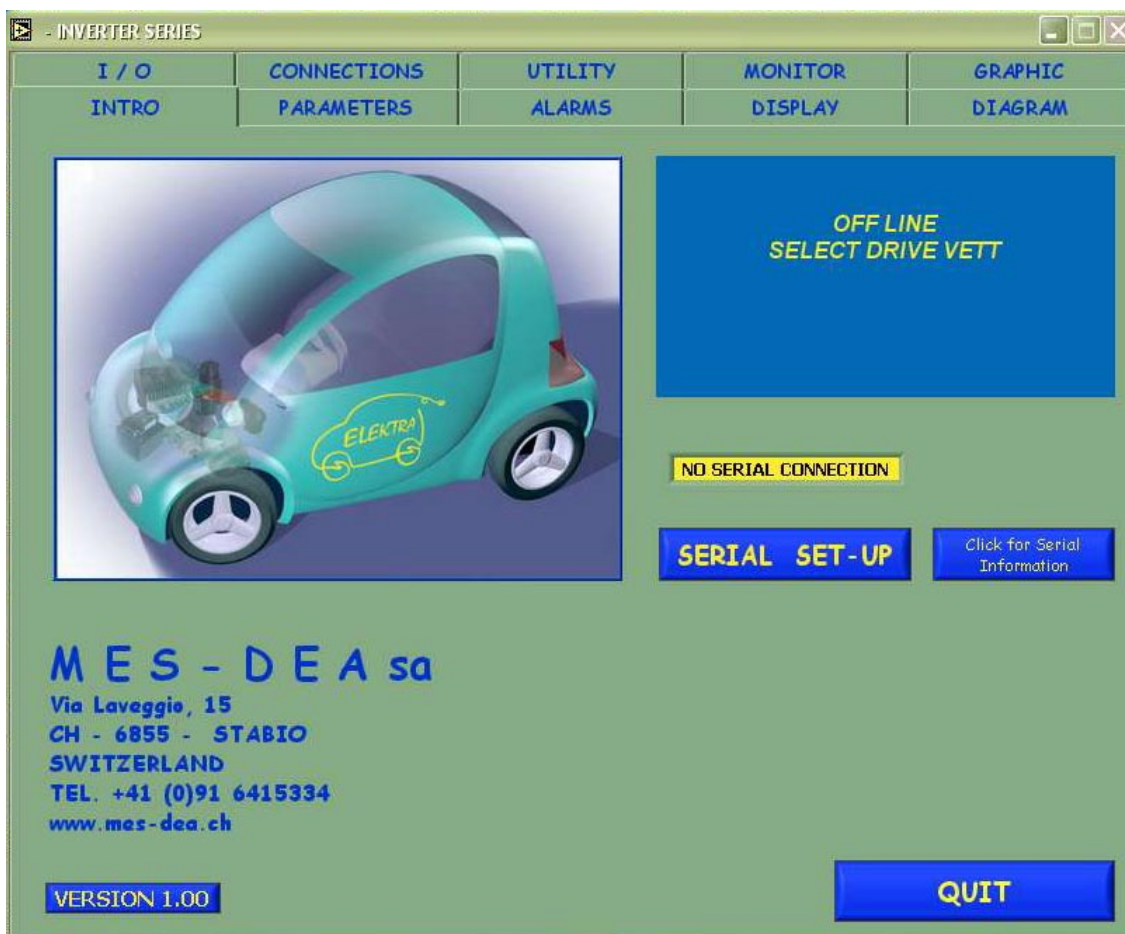 - INVERTER SERIES
I / O CONNECTIONS UTILITY MONITOR GRAPHIC
INTRO PARAMETERS ALARMS DISPLAY DIAGRAM
ELEKTRA
OFF LINE
SELECT DRIVE VETT
NO SERIAL CONNECTION
SERIAL SET-UP
Click for Serial
Information
MES-DEA sa
Via Laveggio, 15
CH - 6855 - STABIO
SWITZERLAND
TEL. +41 (0)91 6415334
www.mes-dea.ch
VERSION 1.00
QUIT